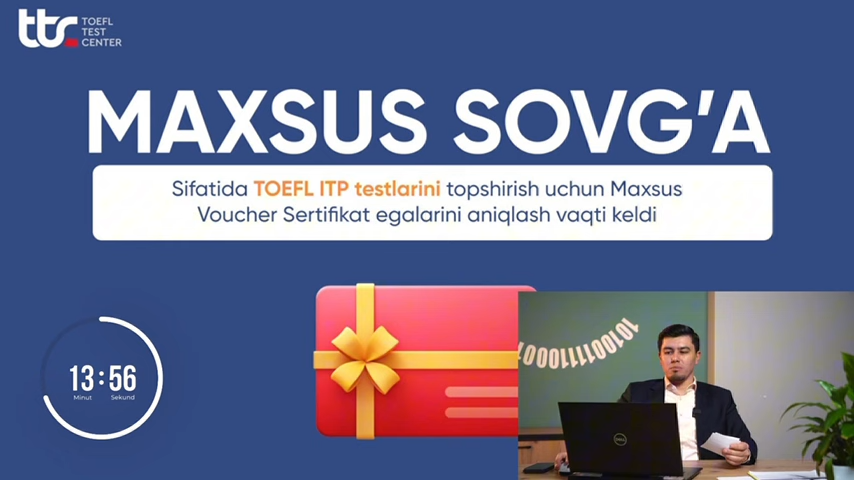 ttc.
TOEFL
TEST
CENTER
MAXSUS SOVG'A
Sifatida TOEFL ITP testlarini topshirish uchun Maxsus
Voucher Sertifikat egalarini aniqlash vaqti keldi
13:56
Minut Sekund
DELL